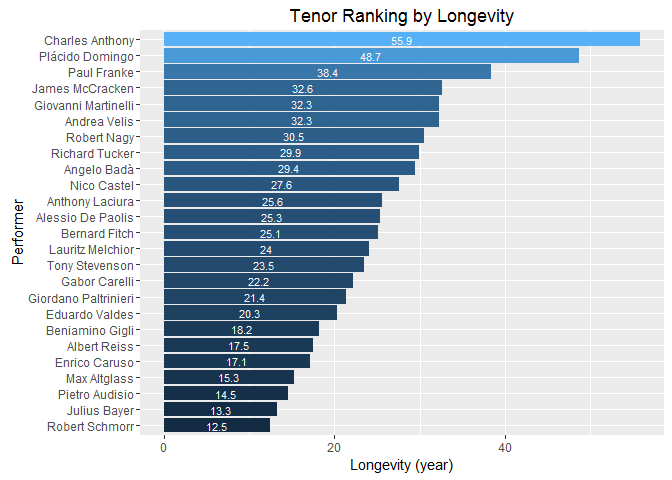 Tenor Ranking by Longevity
Performer
Charles Anthony 55.9
Plácido Domingo 48.7
Paul Franke 38.4
James McCracken 32.6
Giovanni Martinelli 32.3
Andrea Velis 32.3
Robert Nagy 30.5
Richard Tucker 29.9
Angelo Badà 29.4
Nico Castel 27.6
Anthony Laciura 25.6
Alessio De Paolis 25.3
Bernard Fitch 25.1
Lauritz Melchior 24
Tony Stevenson 23.5
Gabor Carelli 22.2
Giordano Paltrinieri 21.4
Eduardo Valdes 20.3
Beniamino Gigli 18.2
Albert Reiss 17.5
Enrico Caruso 17.1
Max Altglass 15.3
Pietro Audisio 14.5
Julius Bayer 13.3
Robert Schmorr 12.5
0 20 40
Longevity (year)